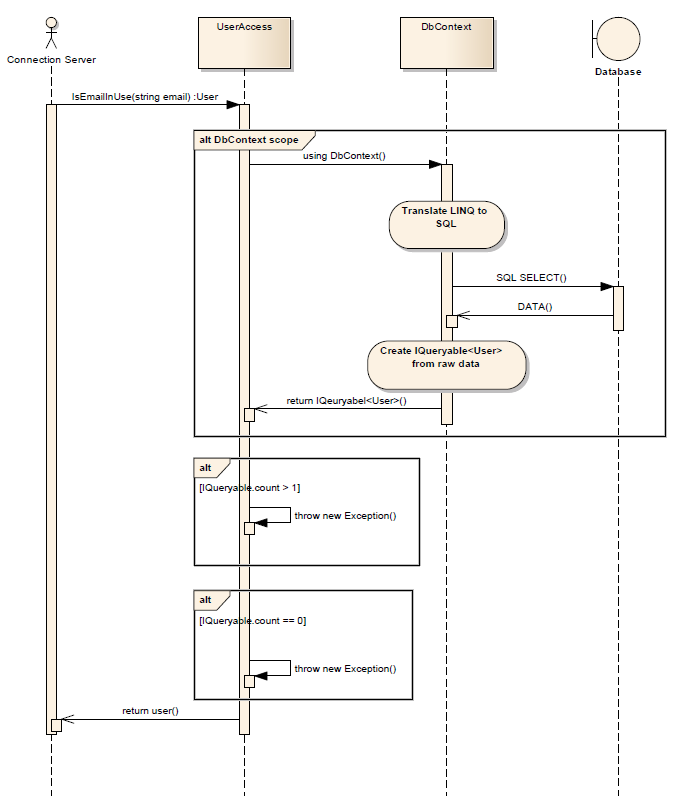 Connection Server
UserAccess
DbContext
Database
IsEmailInUse(string email) :User
alt DbContext scope
using DbContext()
Translate LINQ to
SQL
SQL SELECT()
DATA()
Create IQueryable<User>
from raw data
return IQeuryabel<User>()
alt
[IQueryable.count > 1]
throw new Exception()
alt
[IQueryable.count == 0]
throw new Exception()
return user()